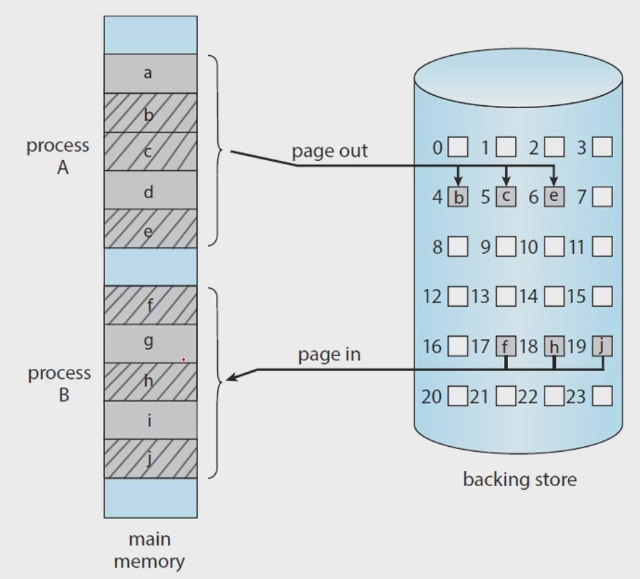 a
b
c
d
e
process
A
f
g
h
i
j
process
B
main
memory
page out
page in
0 1 2 3
4 b 5 c 6 e 7
8 9 10 11
12 13 14 15
16 17 f 18 h 19 j
20 21 22 23
backing store